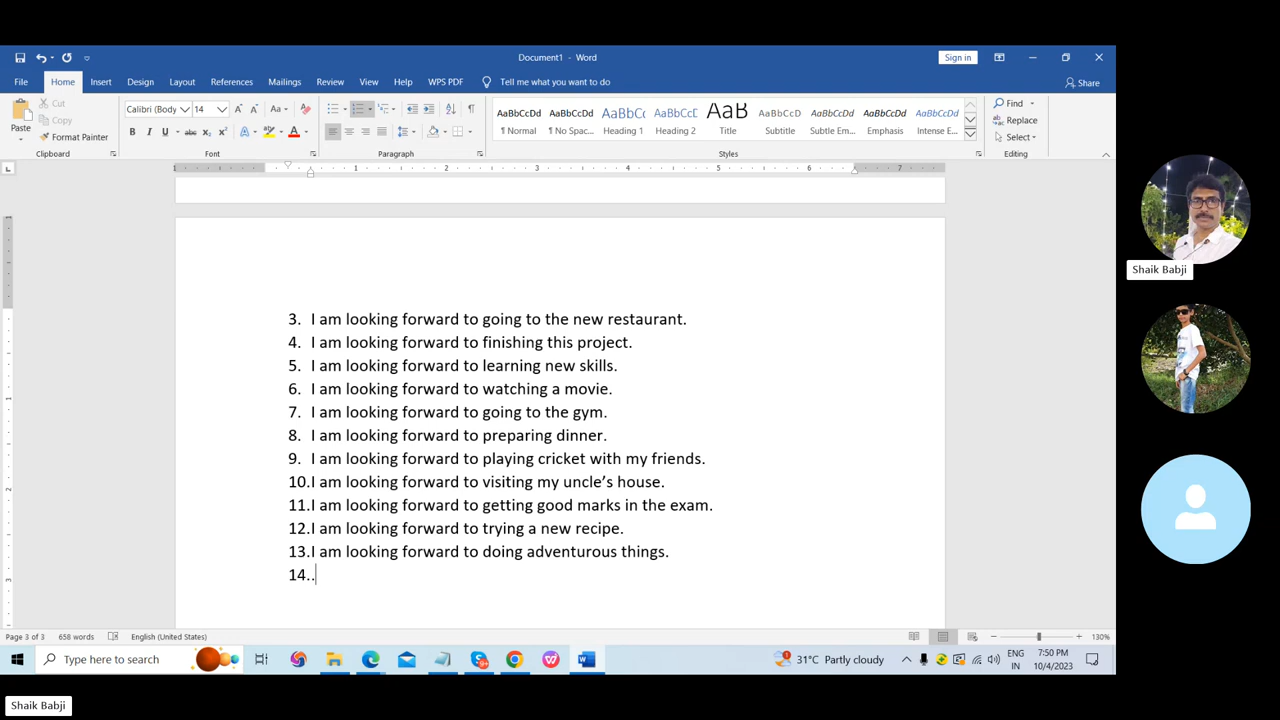 Document1 - Word
Sign in
File Home Insert Design Layout References Mailings Review View Help WPS PDF Tell me what you want to do Share
Paste
Cut
Copy
Format Painter
Clipboard
Calibri (Body 14
Font
Paragraph
AaBbCcDd AaBbCcDd AaBbCc AaBbCcC AaB AaBbCcD AaBbCcDd AaBbCcDd AaBbCcDd
¶ Normal ¶ No Spac... Heading 1 Heading 2 Title Subtitle Subtle Em... Emphasis Intense E...
Styles
Find
Replace
Select
Editing
1 1 2 3 4 5 6 7
3. I am looking forward to going to the new restaurant.
4. I am looking forward to finishing this project.
5. I am looking forward to learning new skills.
6. I am looking forward to watching a movie.
7. I am looking forward to going to the gym.
8. I am looking forward to preparing dinner.
9. I am looking forward to playing cricket with my friends.
10.I am looking forward to visiting my uncle’s house.
11.I am looking forward to getting good marks in the exam.
12.I am looking forward to trying a new recipe.
13.I am looking forward to doing adventurous things.
14..
Page 3 of 3 658 words English (United States) 130%
Type here to search
31°C Partly cloudy
ENG
IN
7:50 PM
10/4/2023
Shaik Babji
Shaik Babji